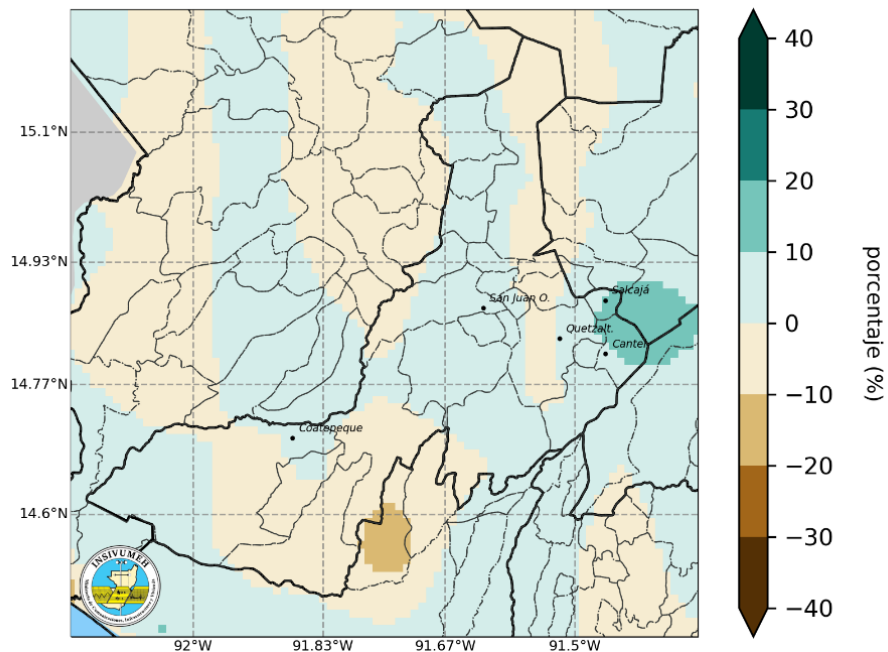 40
30
20
10
0
−10
−20
−30
−40
porcentaje (%)
15.1°N
14.93°N
14.77°N
14.6°N
Salcajá
San Juan O.
Quetzalt.
Cantel
Coatepeque
INSIVUMEH
92°W
91.83°W
91.67°W
91.5°W